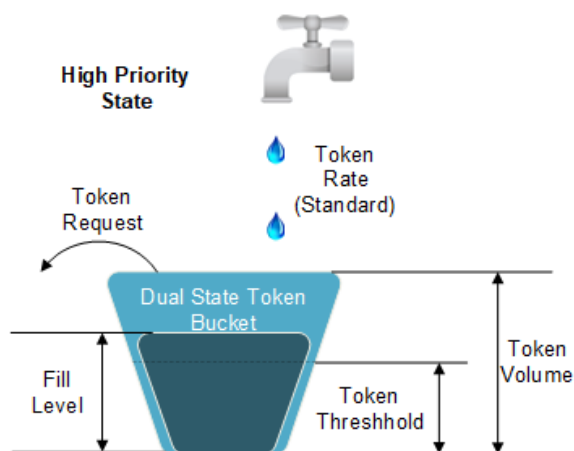 High Priority
State
Token
Rate
(Standard)
Token
Request
Dual State Token
Bucket
Fill
Level
Token
Threshhold
Token
Volume